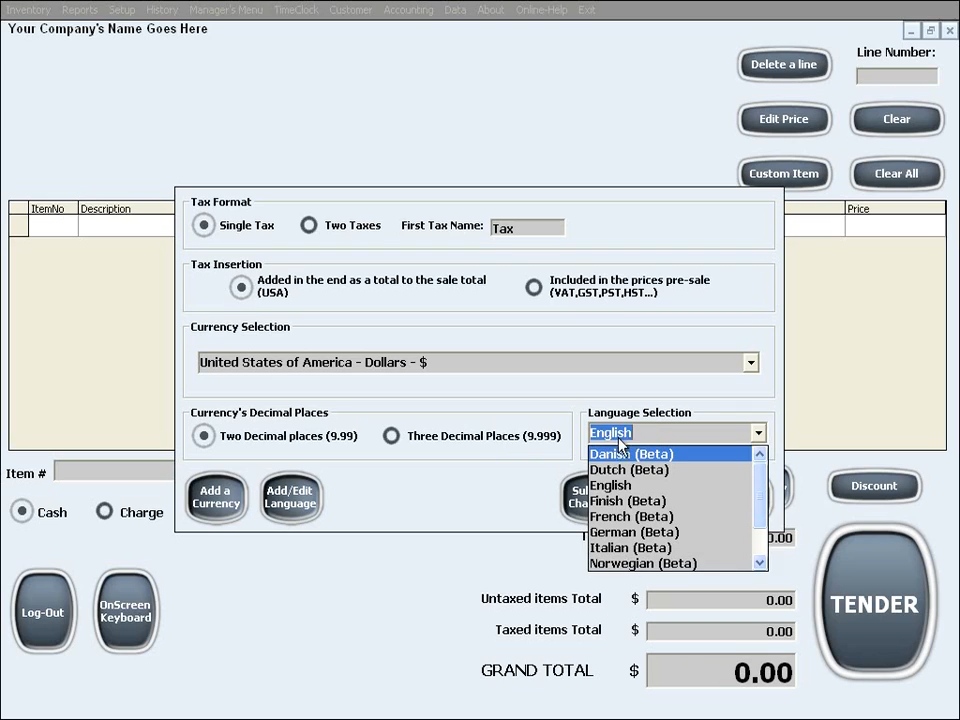 Inventory Reports Setup History Manager's Menu TimeClock Customer Accounting Data About Online-Help Exit
Your Company's Name Goes Here
Delete a line
Line Number:
Edit Price
Clear
Custom Item
Clear All
ItemNo Description Price
Tax Format
Single Tax Two Taxes First Tax Name: Tax
Tax Insertion
Added in the end as a total to the sale total
(USA)
Included in the prices pre-sale
(VAT,GST,PST,HST...)
Currency Selection
United States of America - Dollars - $
Currency's Decimal Places
Two Decimal places (9.99) Three Decimal Places (9.999)
Language Selection
English
Danish (Beta)
Dutch (Beta)
English
Finish (Beta)
French (Beta)
German (Beta)
Italian (Beta)
Norwegian (Beta)
Add a
Currency
Add/Edit
Language
Item #
Discount
Cash Charge
0.00
Log-Out
OnScreen
Keyboard
Untaxed items Total $ 0.00
Taxed items Total $ 0.00
GRAND TOTAL $ 0.00
TENDER